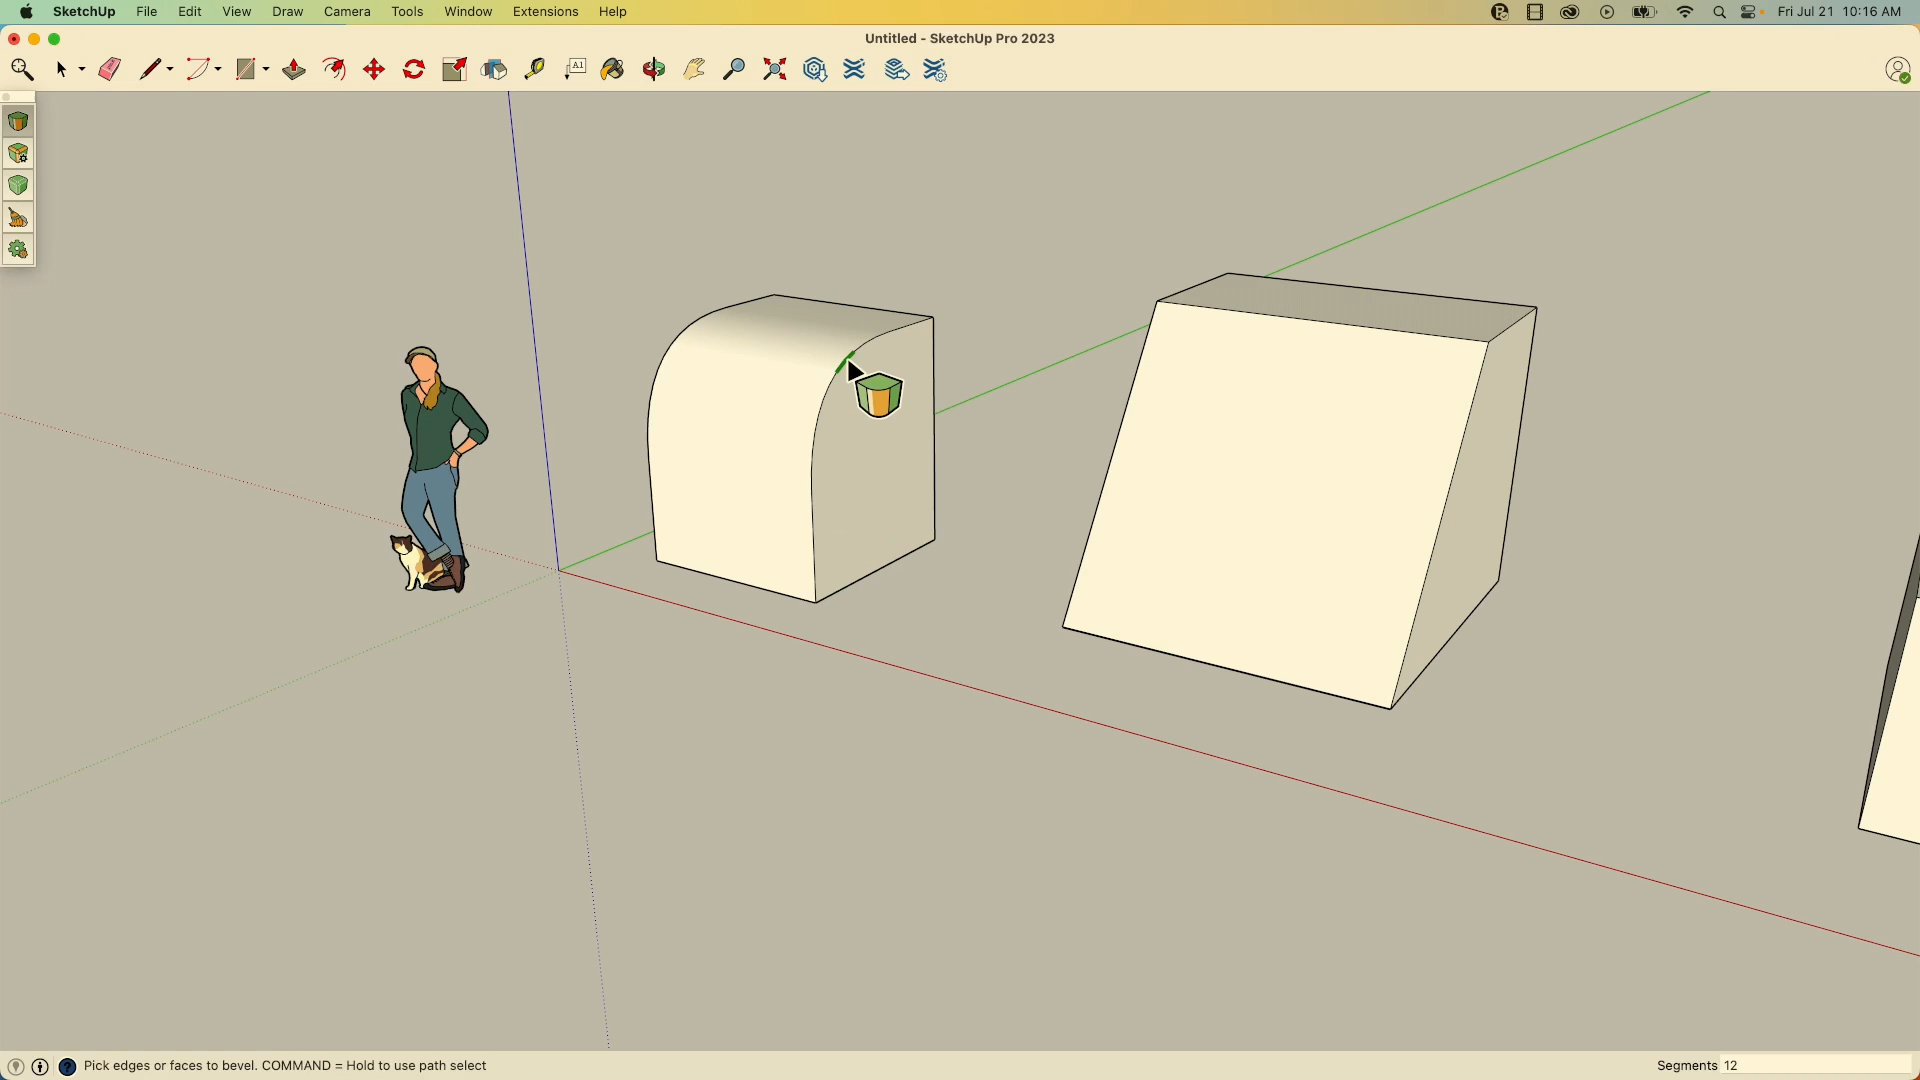 SketchUp File Edit View Draw Camera Tools Window Extensions Help Fri Jul 21 10:16 AM
Untitled - SketchUp Pro 2023
A1
Pick edges or faces to bevel. COMMAND = Hold to use path select Segments 12